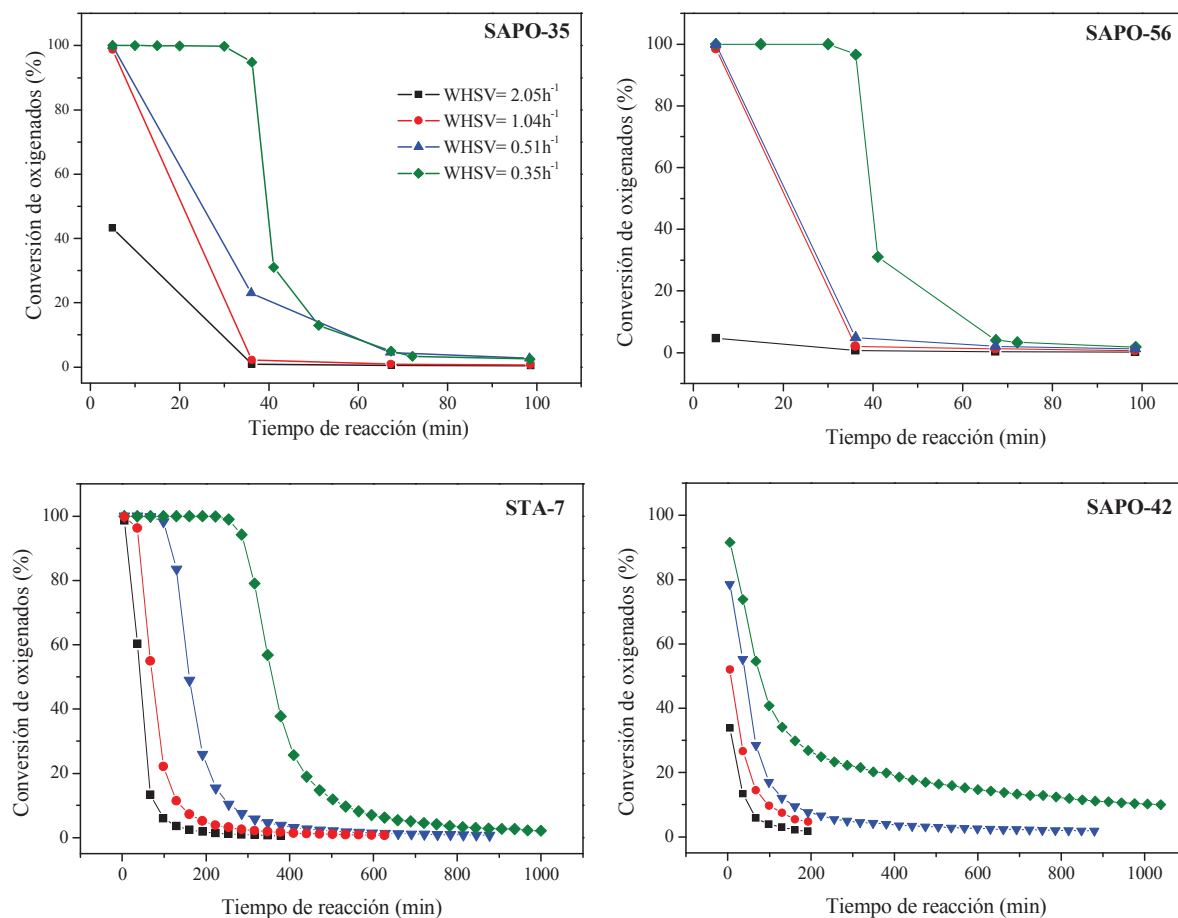 SAPO-35
Conversión de oxigenados (%)
100
80
60
40
20
0
WHSV= 2.05h⁻¹
WHSV= 1.04h⁻¹
WHSV= 0.51h⁻¹
WHSV= 0.35h⁻¹
0 20 40 60 80 100
Tiempo de reacción (min)
SAPO-56
Conversión de oxigenados (%)
100
80
60
40
20
0
0 20 40 60 80 100
Tiempo de reacción (min)
STA-7
Conversión de oxigenados (%)
100
80
60
40
20
0
0 200 400 600 800 1000
Tiempo de reacción (min)
SAPO-42
Conversión de oxigenados (%)
100
80
60
40
20
0
0 200 400 600 800 1000
Tiempo de reacción (min)